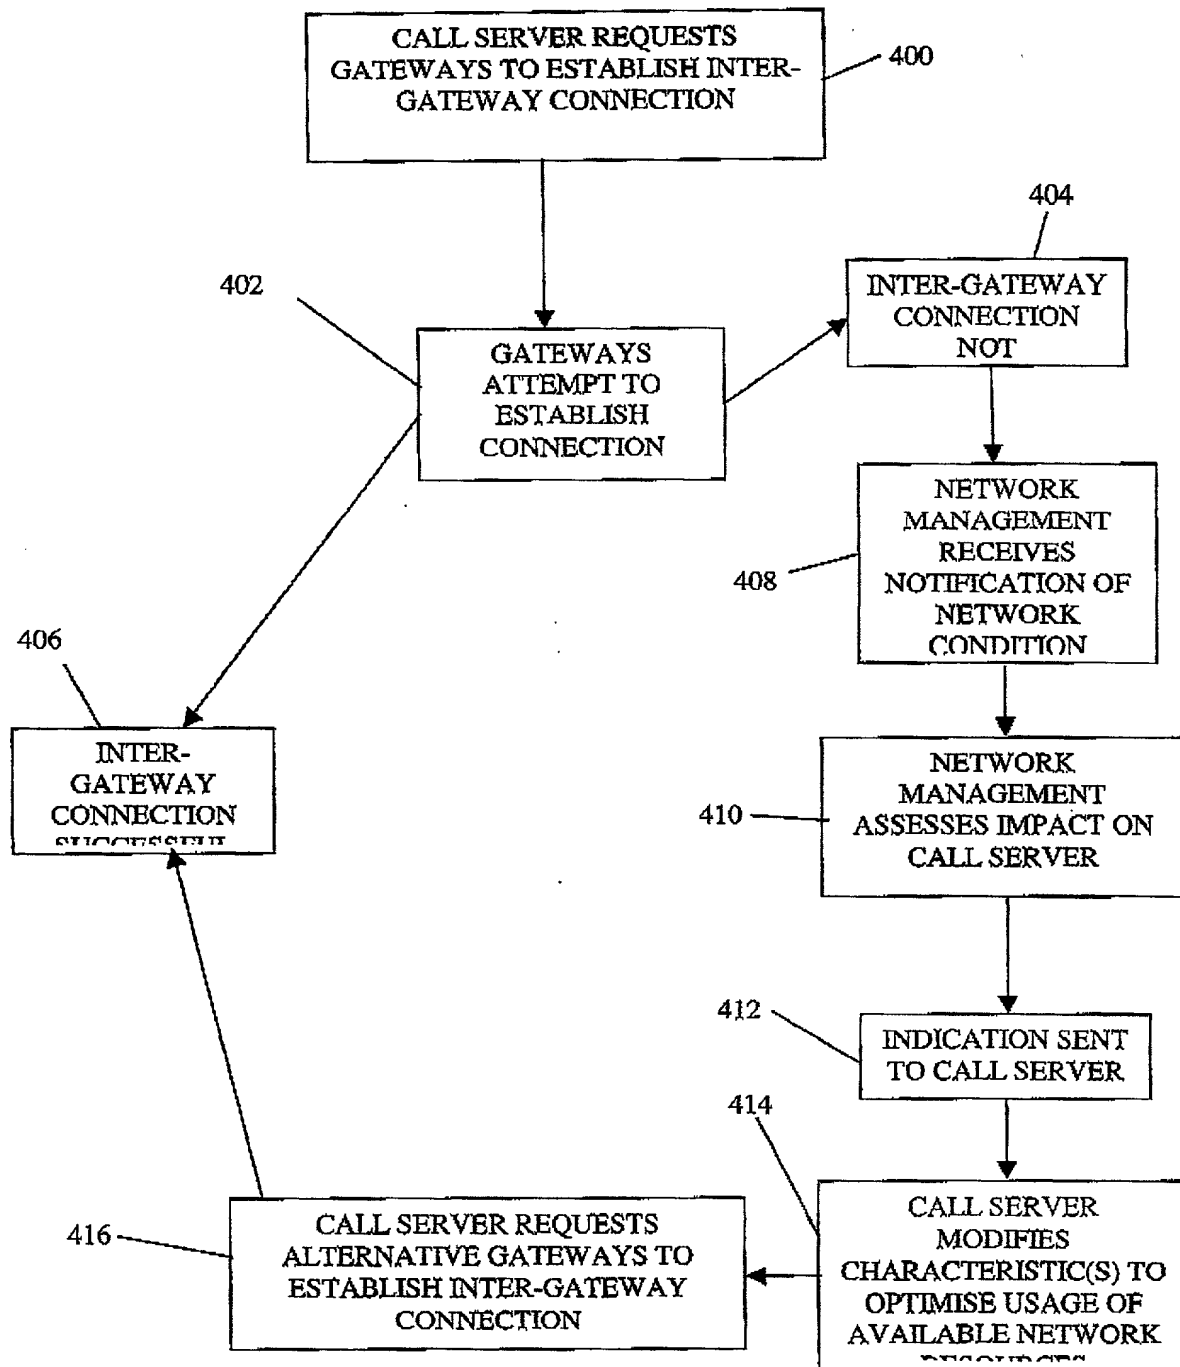 CALL SERVER REQUESTS
GATEWAYS TO ESTABLISH INTER-
GATEWAY CONNECTION
400
404
402
INTER-GATEWAY
CONNECTION
NOT
GATEWAYS
ATTEMPT TO
ESTABLISH
CONNECTION
NETWORK
MANAGEMENT
RECEIVES
NOTIFICATION OF
NETWORK
CONDITION
408
406
INTER-
GATEWAY
CONNECTION
SUCCESSFUL
NETWORK
MANAGEMENT
ASSESSES IMPACT ON
CALL SERVER
410
412
INDICATION SENT
TO CALL SERVER
414
CALL SERVER REQUESTS
ALTERNATIVE GATEWAYS TO
ESTABLISH INTER-GATEWAY
CONNECTION
416
CALL SERVER
MODIFIES
CHARACTERISTIC(S) TO
OPTIMISE USAGE OF
AVAILABLE NETWORK
RESOURCES